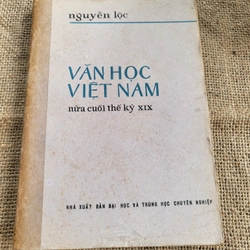 nguyễn lộc
VĂN HỌC
VIỆT NAM
nửa cuối thế kỷ xix
NHÀ XUẤT BẢN ĐẠI HỌC VÀ TRUNG HỌC CHUYÊN NGHIỆP